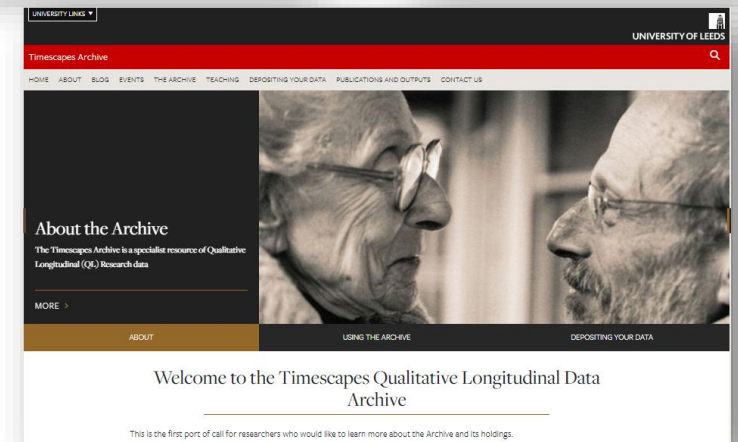 UNIVERSITY LINKS ▼
UNIVERSITY OF LEEDS
Timescapes Archive
HOME ABOUT BLOG EVENTS THE ARCHIVE TEACHING DEPOSITING YOUR DATA PUBLICATIONS AND OUTPUTS CONTACT US
About the Archive
The Timescapes Archive is a specialist resource of Qualitative
Longitudinal (QL) Research data
MORE >
ABOUT USING THE ARCHIVE DEPOSITING YOUR DATA
Welcome to the Timescapes Qualitative Longitudinal Data
Archive
This is the first part of call for researchers who would like to learn more about the Archive and its holdings.